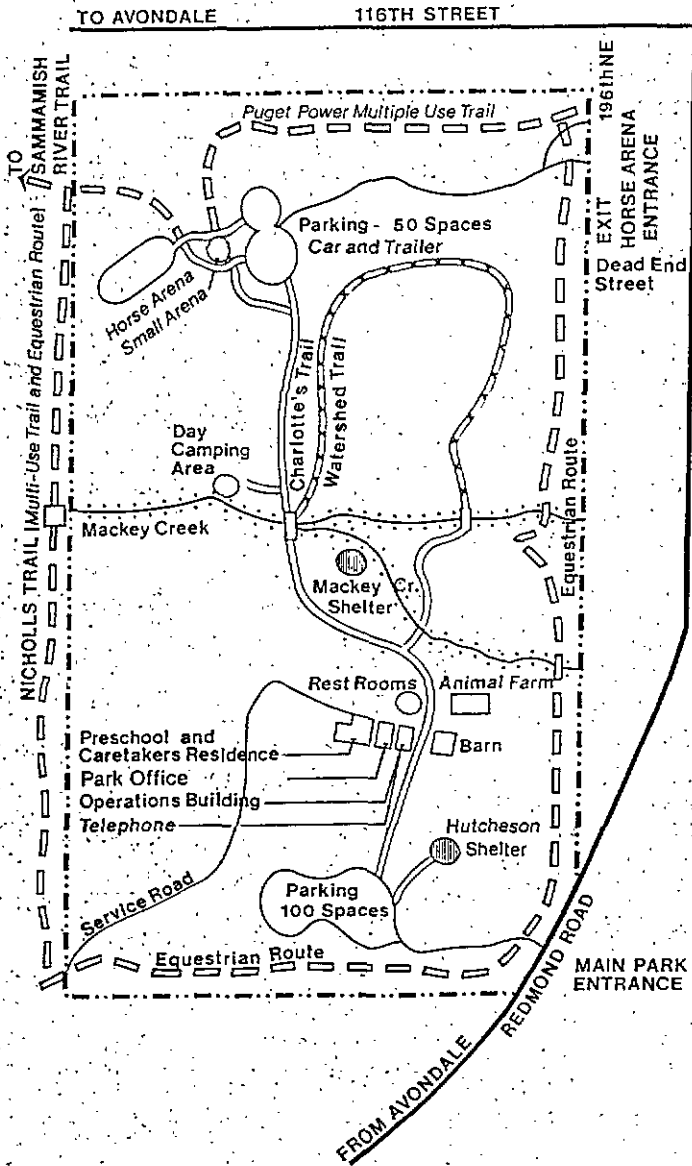 TO AVONDALE
116TH STREET
TO
SAMMAMISH
RIVER TRAIL
Puget Power Multiple Use Trail
196thNE
EXIT
HORSE ARENA
ENTRANCE
Dead End
Street
Parking - 50 Spaces
Car and Trailer
Horse Arena
Small Arena
NICHOLLS TRAIL (Multi-Use Trail and Equestrian Route)
Charlotte's Trail
Watershed Trail
Day
Camping
Area
Mackey Creek
Equestrian Route
Mackey Cr.
Shelter
Rest Rooms
Animal Farm
Preschool and
Caretakers Residence
Park Office
Operations Building
Telephone
Barn
Hutcheson
Shelter
Parking
100 Spaces
Service Road
Equestrian Route
MAIN PARK
ENTRANCE
REDMOND ROAD
FROM AVONDALE